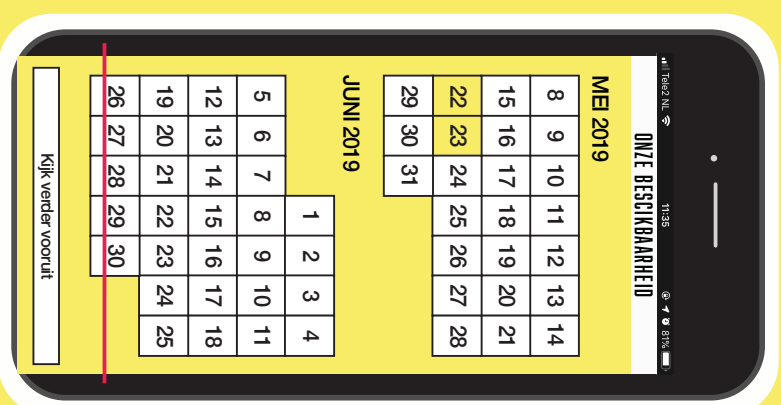 Tele2 NL 11:35 81%
ONZE BESCIKBAARHEID
MEI 2019
8 9 10 11 12 13 14
15 16 17 18 19 20 21
22 23 24 25 26 27 28
29 30 31
JUNI 2019
1 2 3 4
5 6 7 8 9 10 11
12 13 14 15 16 17 18
19 20 21 22 23 24 25
26 27 28 29 30
Kijk verder vooruit